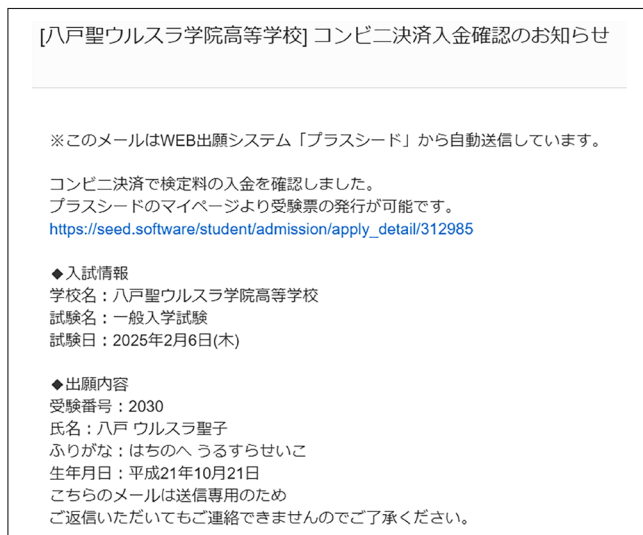 [八戸聖ウルスラ学院高等学校] コンビニ決済入金確認のお知らせ
※このメールはWEB出願システム「プラスシード」から自動送信しています。
コンビニ決済で検定料の入金を確認しました。
プラスシードのマイページより受験票の発行が可能です。
https://seed.software/student/admission/apply_detail/312985
◆入試情報
学校名：八戸聖ウルスラ学院高等学校
試験名：一般入学試験
試験日：2025年2月6日(木)
◆出願内容
受験番号：2030
氏名：八戸 ウルスラ聖子
ふりがな：はちのへ うるすらせいこ
生年月日：平成21年10月21日
こちらのメールは送信専用のため
ご返信いただいてもご連絡できませんのでご了承ください。